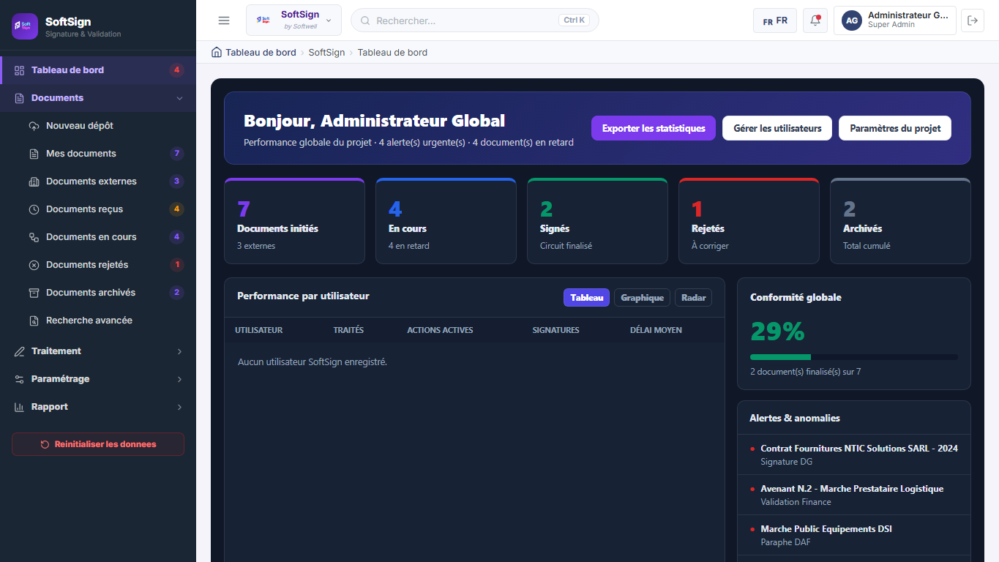 SoftSign
Signature & Validation
Tableau de bord 4
Documents
Nouveau dépôt
Mes documents 7
Documents externes 3
Documents reçus 4
Documents en cours 4
Documents rejetés 1
Documents archivés 2
Recherche avancée
Traitement
Paramétrage
Rapport
Reinitialiser les donnees
Soft Sign
SoftSign
by Softwell
Rechercher...
Ctrl K
FR FR
AG
Administrateur G...
Super Admin
Tableau de bord › SoftSign › Tableau de bord
Bonjour, Administrateur Global
Performance globale du projet · 4 alerte(s) urgente(s) · 4 document(s) en retard
Exporter les statistiques
Gérer les utilisateurs
Paramètres du projet
7
Documents initiés
3 externes
4
En cours
4 en retard
2
Signés
Circuit finalisé
1
Rejetés
À corriger
2
Archivés
Total cumulé
Performance par utilisateur
Tableau
Graphique
Radar
UTILISATEUR TRAITÉS ACTIONS ACTIVES SIGNATURES DÉLAI MOYEN
Aucun utilisateur SoftSign enregistré.
Conformité globale
29%
2 document(s) finalisé(s) sur 7
Alertes & anomalies
Contrat Fournitures NTIC Solutions SARL - 2024
Signature DG
Avenant N.2 - Marche Prestataire Logistique
Validation Finance
Marche Public Equipements DSI
Paraphe DAF